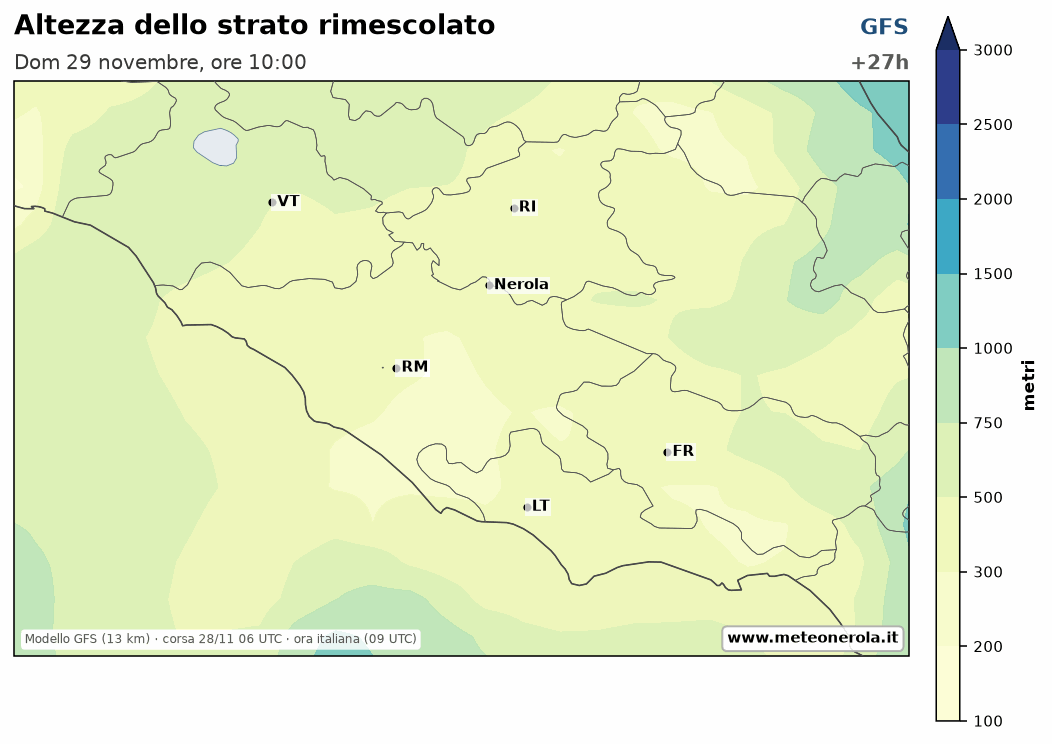 Altezza dello strato rimescolato
GFS
Dom 29 novembre, ore 10:00
+27h
3000
2500
2000
1500
1000
750
500
300
200
100
metri
VT
RI
Nerola
RM
FR
LT
Modello GFS (13 km) · corsa 28/11 06 UTC · ora italiana (09 UTC)
www.meteonerola.it